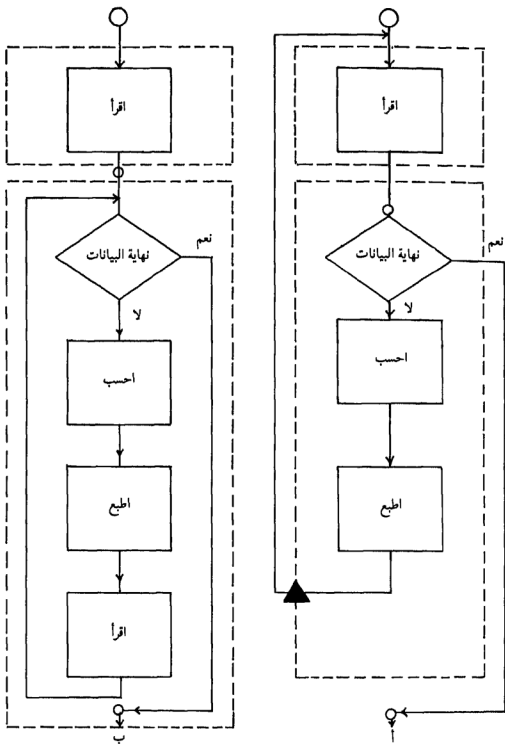 اقرأ
نهاية البيانات
نعم
لا
احسب
اطبع
أ
اقرأ
نهاية البيانات
نعم
لا
احسب
اطبع
اقرأ
ب